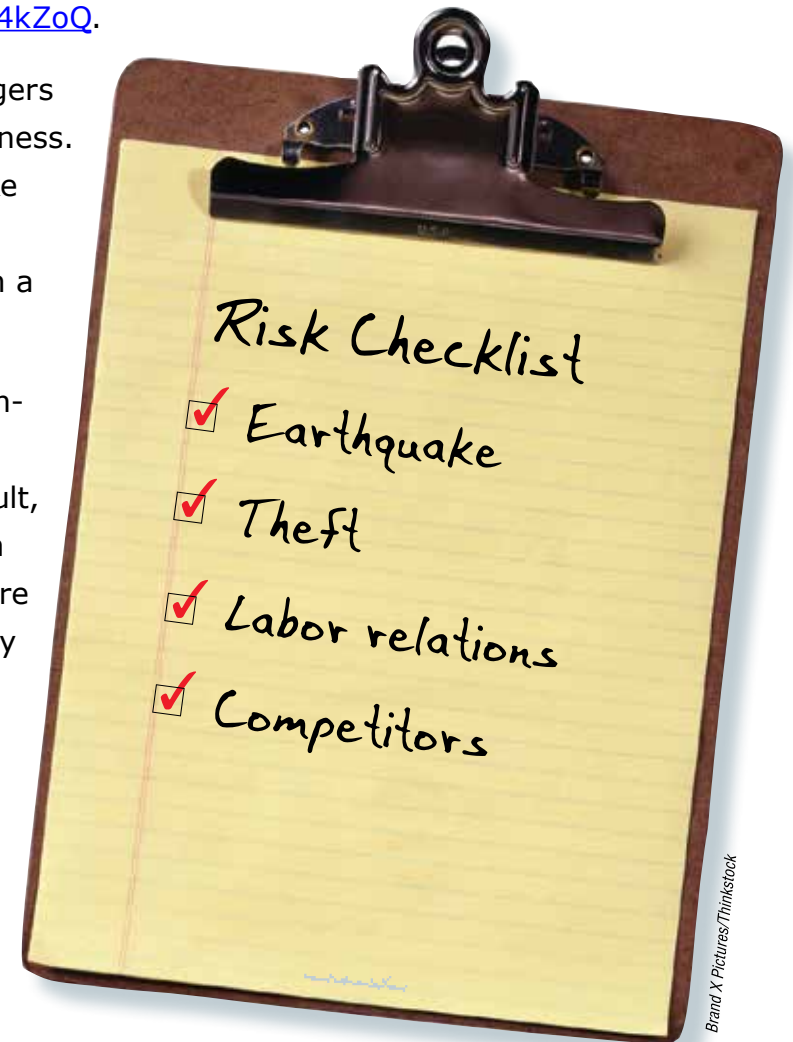 4kZoQ.
gers
ness.
e
n a
n-
ult,
n
re
y
Risk Checklist
Earthquake
Theft
Labor relations
Competitors
Brand X Pictures/Thinkstock